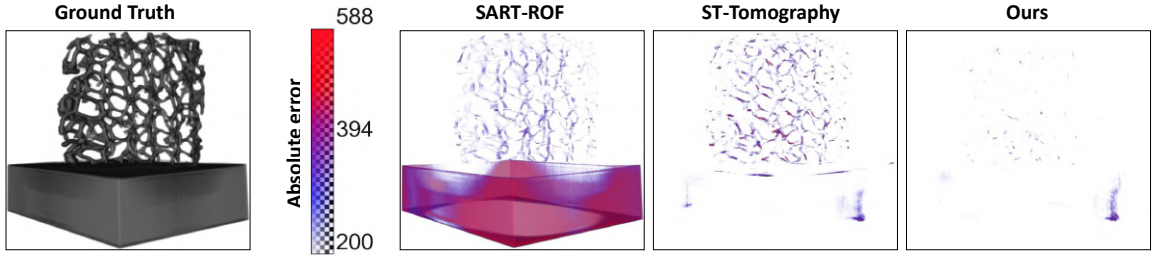 Ground Truth
588
SART-ROF
ST-Tomography
Ours
Absolute error
394
200